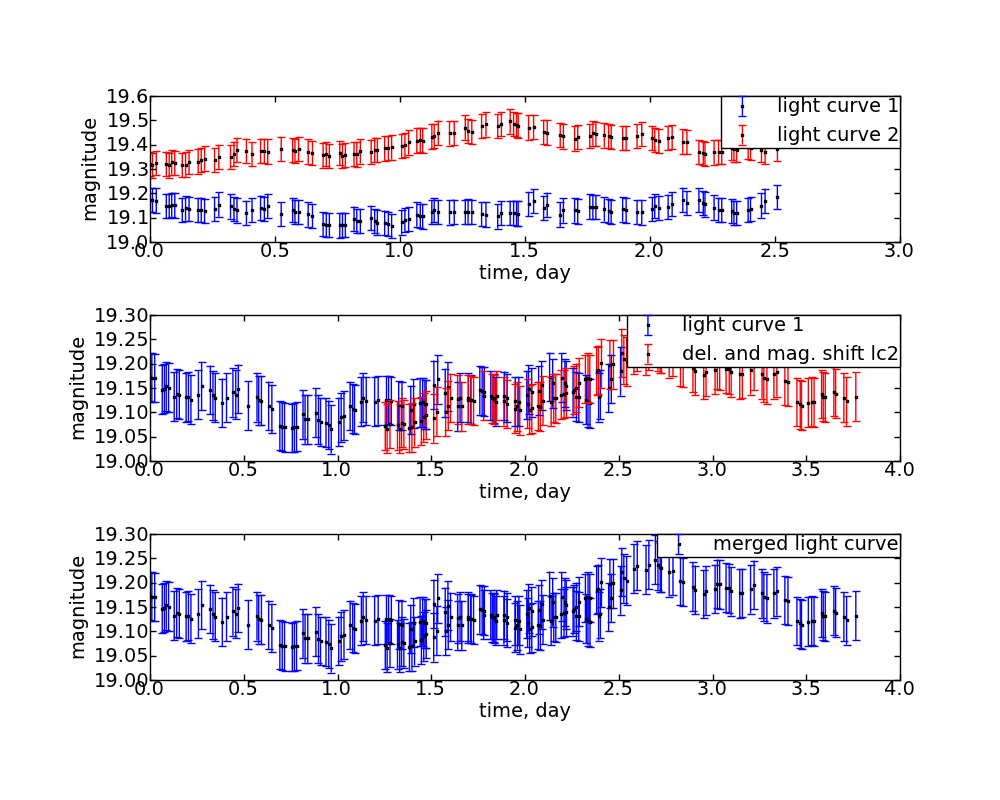 19.6
19.5
19.4
19.3
19.2
19.1
19.0
magnitude
light curve 1
light curve 2
0.0 0.5 1.0 1.5 2.0 2.5 3.0
time, day
19.30
19.25
19.20
19.15
19.10
19.05
19.00
magnitude
light curve 1
del. and mag. shift lc2
0.0 0.5 1.0 1.5 2.0 2.5 3.0 3.5 4.0
time, day
19.30
19.25
19.20
19.15
19.10
19.05
19.00
magnitude
merged light curve
0.0 0.5 1.0 1.5 2.0 2.5 3.0 3.5 4.0
time, day